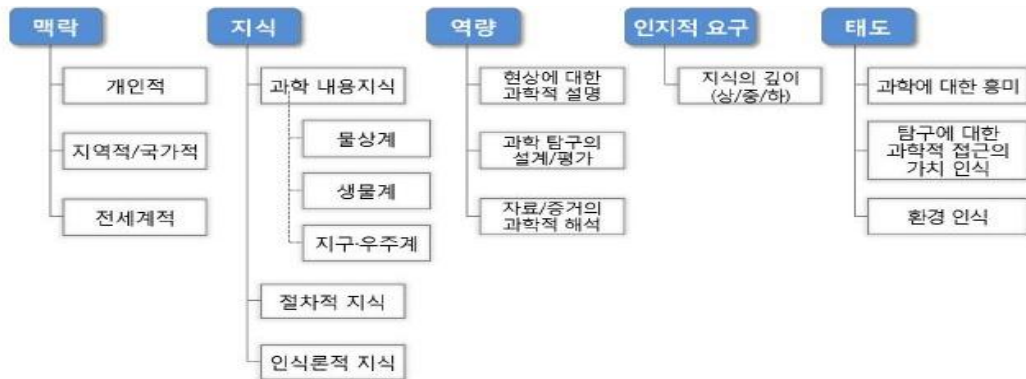 맥락
개인적
지역적/국가적
전세계적
지식
과학 내용지식
물상계
생물계
지구·우주계
절차적 지식
인식론적 지식
역량
현상에 대한
과학적 설명
과학 탐구의
설계/평가
자료/증거의
과학적 해석
인지적 요구
지식의 깊이
(상/중/하)
태도
과학에 대한 흥미
탐구에 대한
과학적 접근의
가치 인식
환경 인식